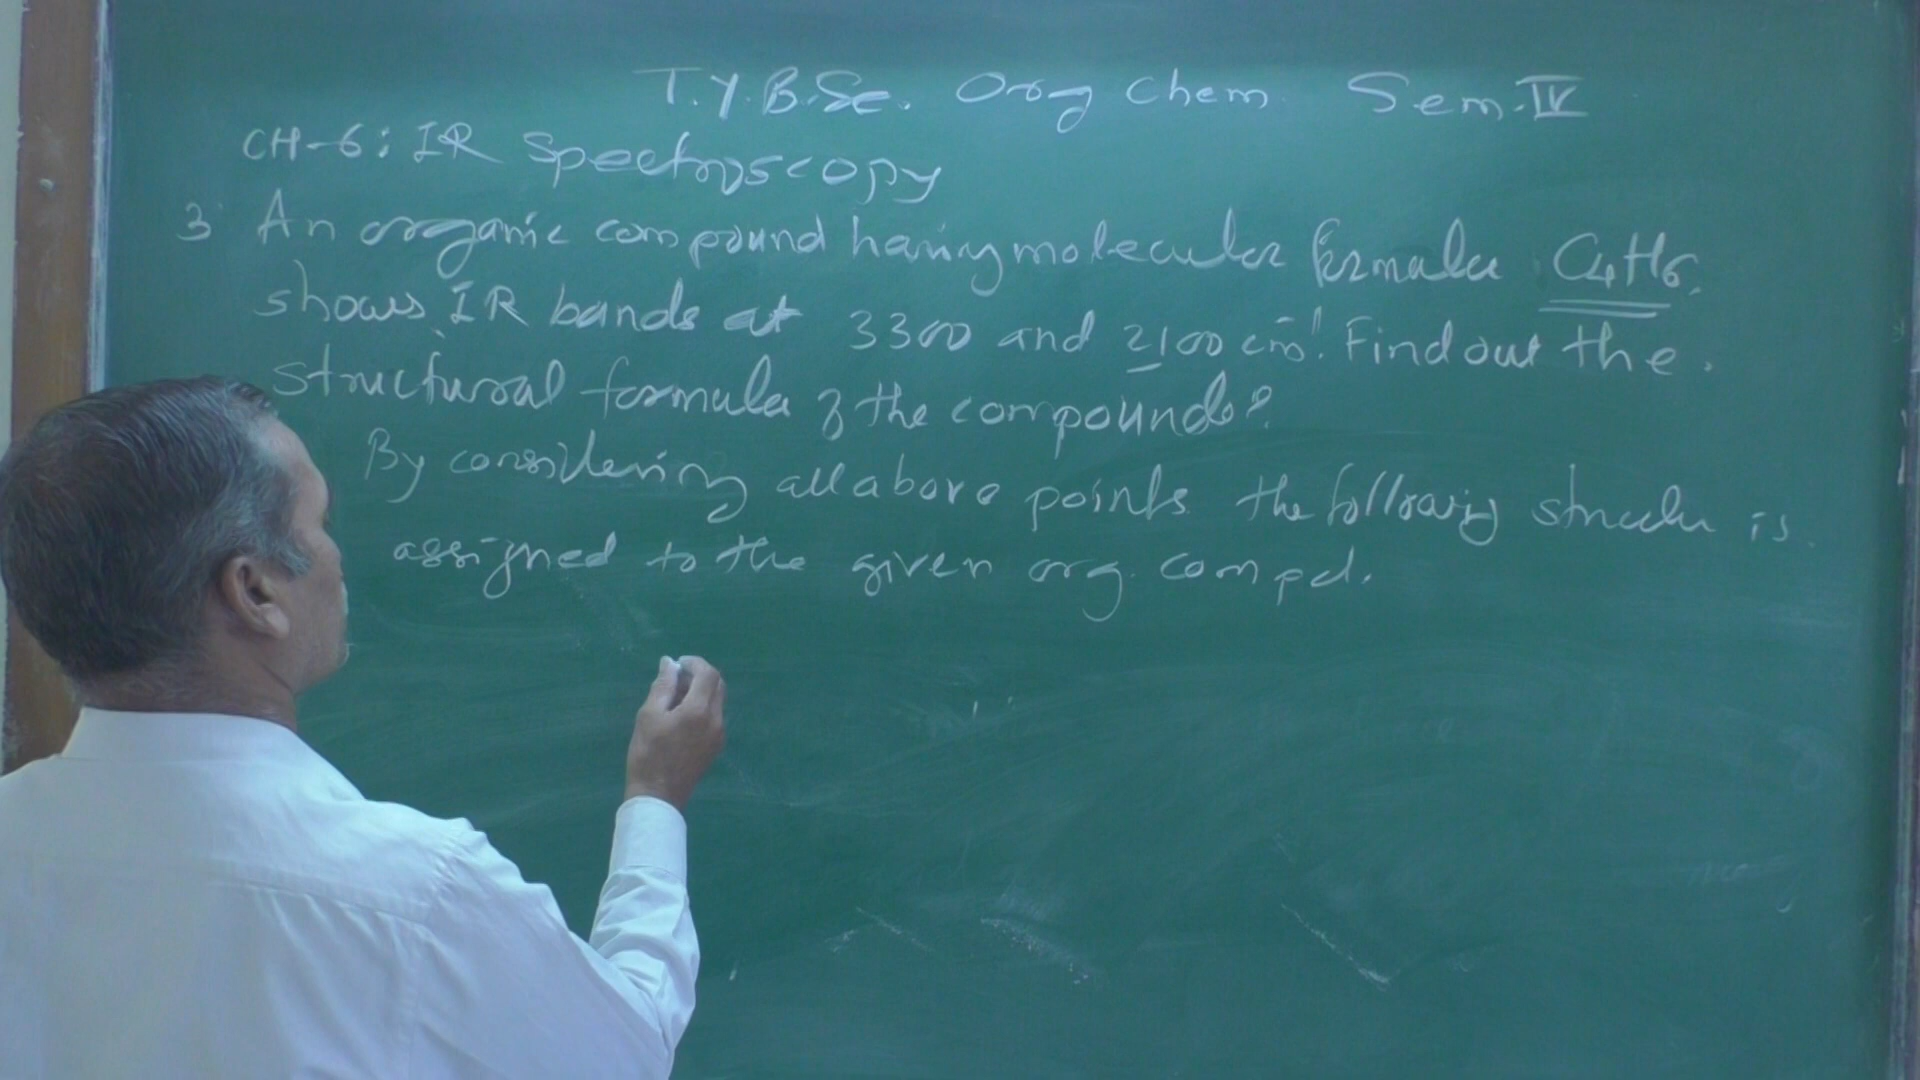 T.Y.B.Sc. Org Chem. Sem. IV
CH-6: IR Spectroscopy
3 An organic compound having molecular formula C4H6,
shows IR bands at 3300 and 2100 cm-1. Find out the.
structural formula of the compounds?
By considering all above points the following structure is.
assigned to the given org. compd.